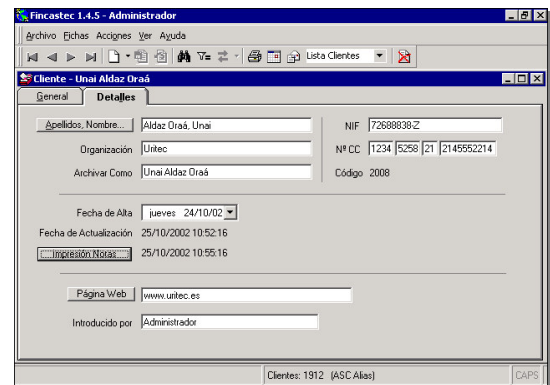 Fincastec 1.4.5 - Administrador
Archivo Fichas Acciones Ver Ayuda
Lista Clientes
Cliente - Unai Aldaz Oraá
General Detalles
Apellidos, Nombre... Aldaz Oraá, Unai NIF 72688838-Z
Organización Uritec Nº CC 1234 5258 21 2145552214
Archivar Como Unai Aldaz Oraá Código 2008
Fecha de Alta jueves 24/10/02
Fecha de Actualización 25/10/2002 10:52:16
Impresión Notas 25/10/2002 10:55:16
Página Web www.uritec.es
Introducido por Administrador
Clientes: 1912 (ASC Alias) CAPS